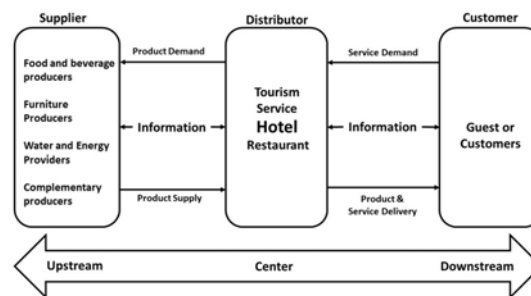 Supplier
Distributor
Customer
Food and beverage
producers
Furniture
Producers
Water and Energy
Providers
Complementary
producers
Product Demand
Information
Product Supply
Tourism
Service
Hotel
Restaurant
Service Demand
Information
Product &
Service Delivery
Guest or
Customers
Upstream
Center
Downstream